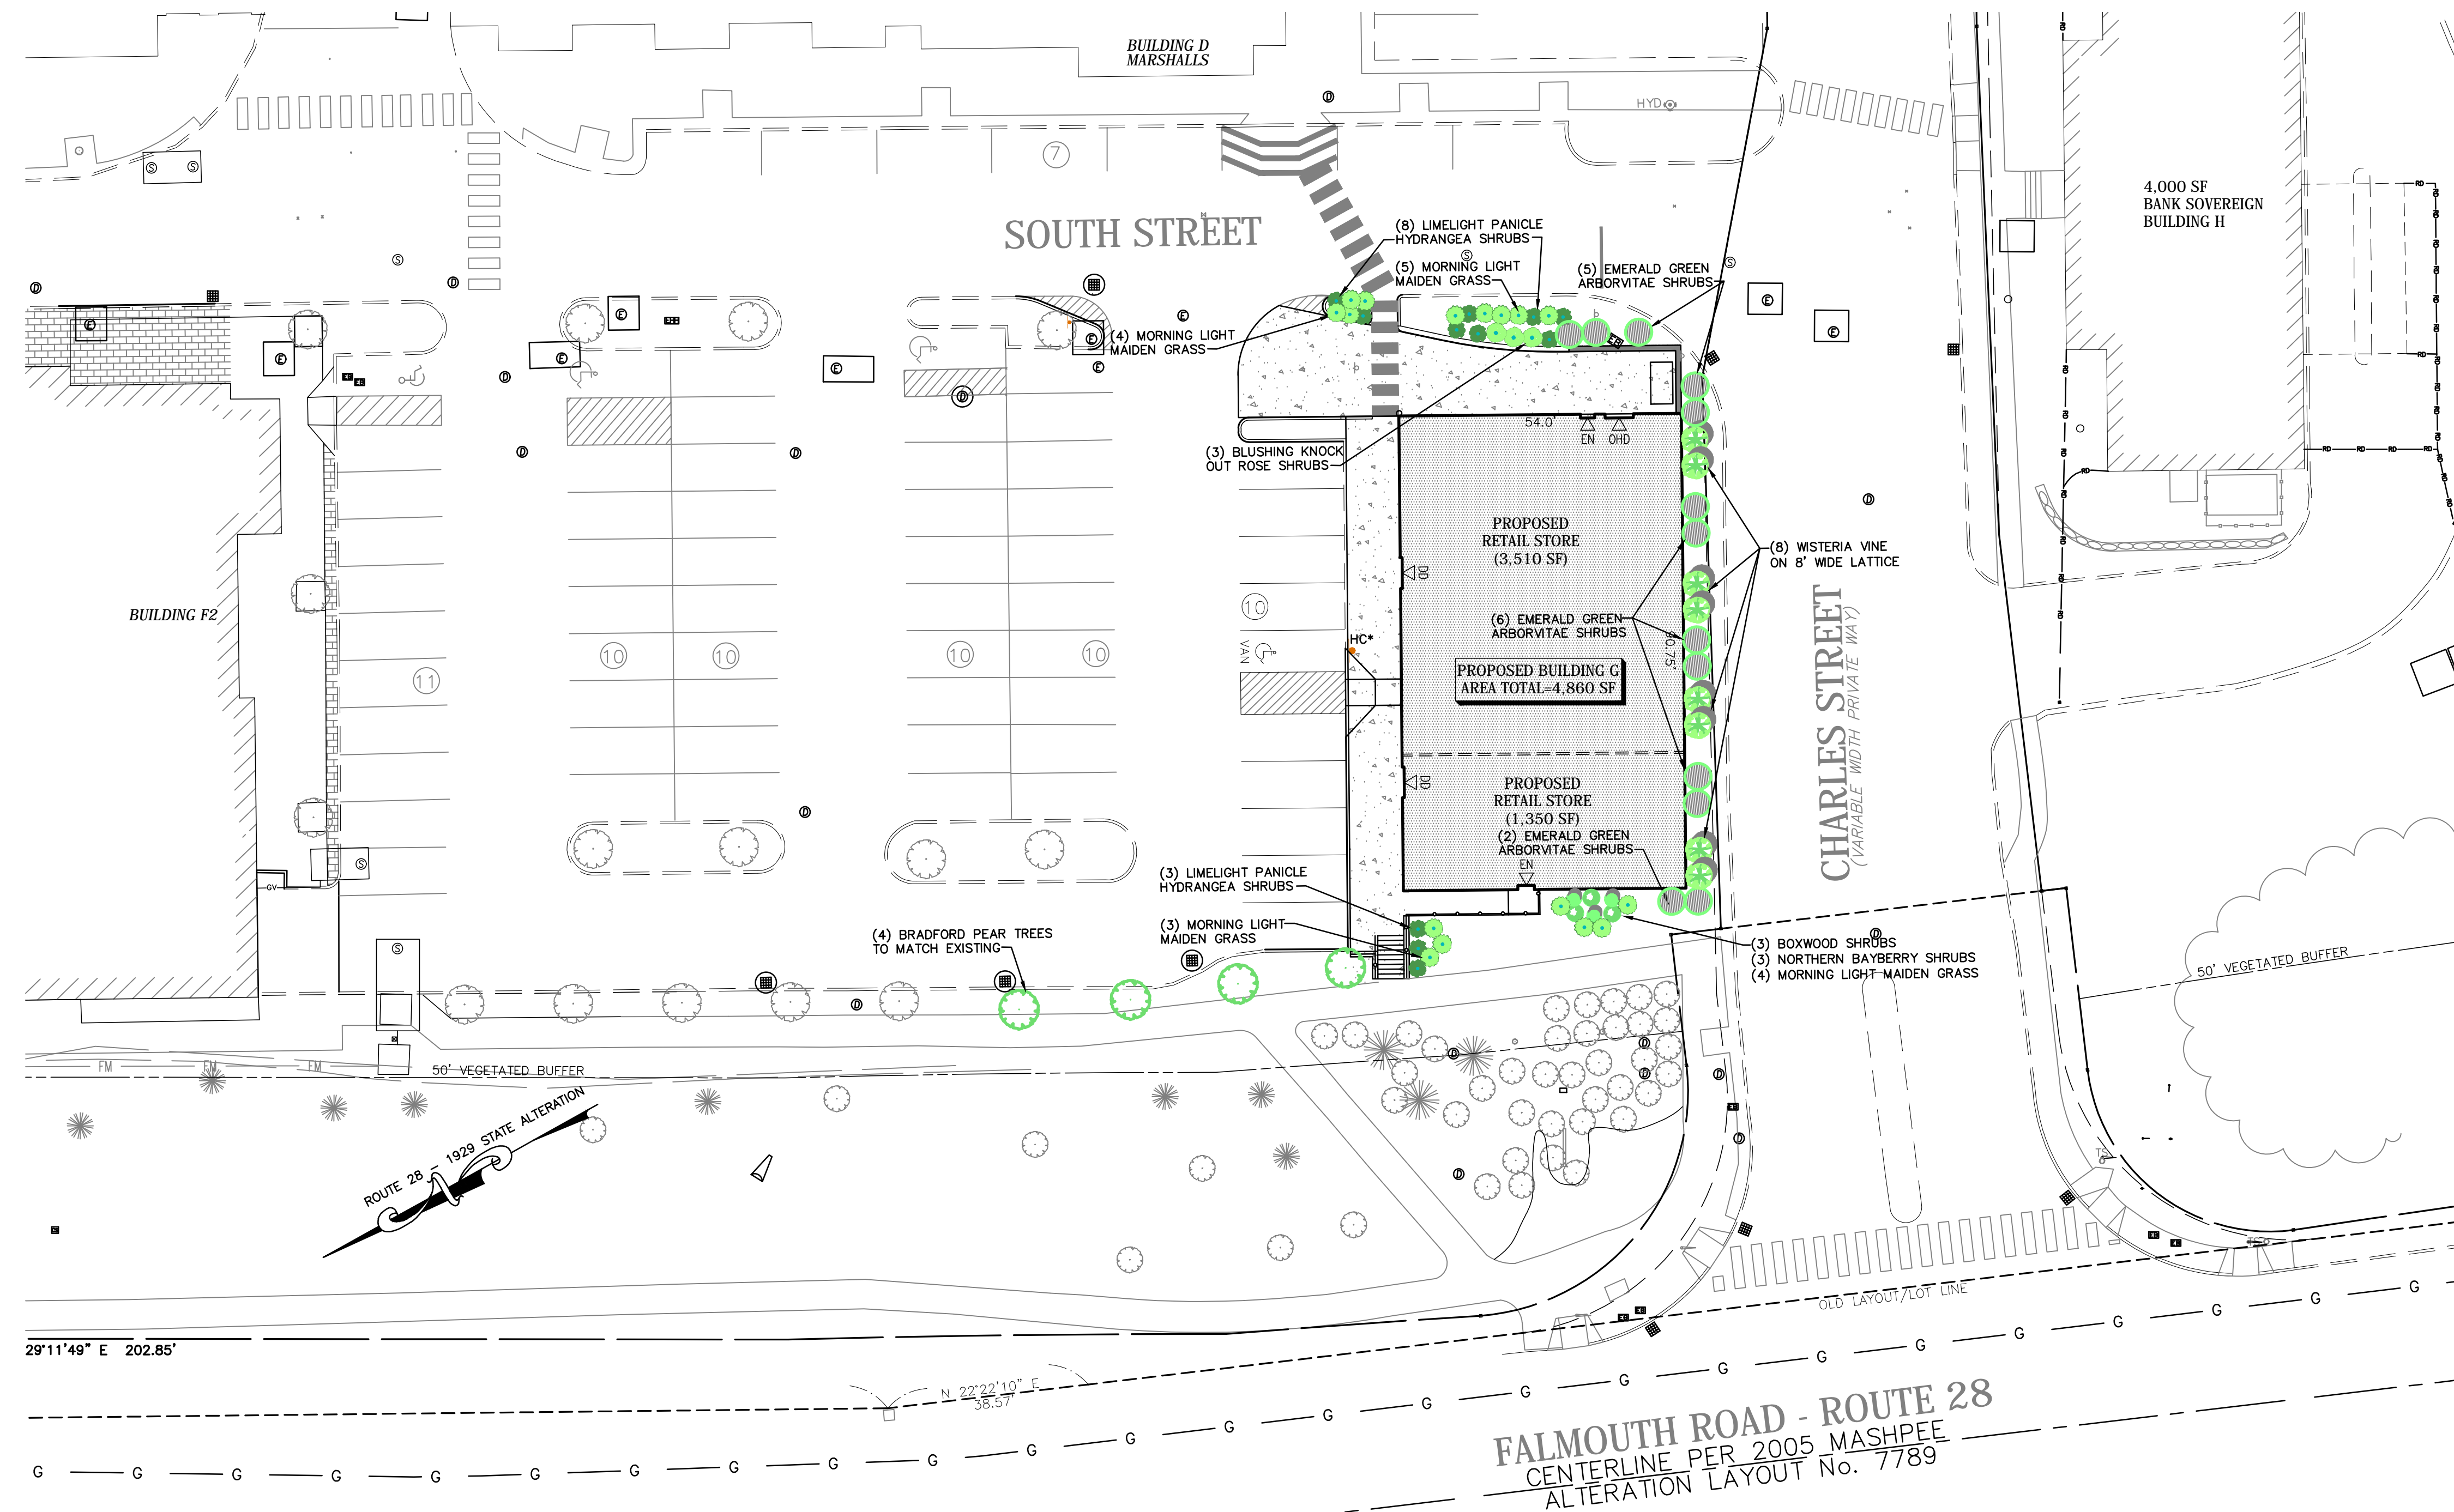 BUILDING D
MARSHALLS
HYD
7
SOUTH STREET
4,000 SF
BANK SOVEREIGN
BUILDING H
(8) LIMELIGHT PANICLE
HYDRANGEA SHRUBS
(5) MORNING LIGHT
MAIDEN GRASS
(5) EMERALD GREEN
ARBORVITAE SHRUBS
(4) MORNING LIGHT
MAIDEN GRASS
(3) BLUSHING KNOCK
OUT ROSE SHRUBS
54.0'
EN
OHD
PROPOSED
RETAIL STORE
(3,510 SF)
DD
(8) WISTERIA VINE
ON 8' WIDE LATTICE
(6) EMERALD GREEN
ARBORVITAE SHRUBS
90.75'
HC*
VAN
PROPOSED BUILDING G
AREA TOTAL=4,860 SF
BUILDING F2
11
10
10
10
10
10
CHARLES STREET
(VARIABLE WIDTH PRIVATE WAY)
DD
PROPOSED
RETAIL STORE
(1,350 SF)
(2) EMERALD GREEN
ARBORVITAE SHRUBS
EN
GV
(3) LIMELIGHT PANICLE
HYDRANGEA SHRUBS
(3) MORNING LIGHT
MAIDEN GRASS
(4) BRADFORD PEAR TREES
TO MATCH EXISTING
(3) BOXWOOD SHRUBS
(3) NORTHERN BAYBERRY SHRUBS
(4) MORNING LIGHT MAIDEN GRASS
50' VEGETATED BUFFER
FM FM FM
50' VEGETATED BUFFER
ROUTE 28 - 1929 STATE ALTERATION
OLD LAYOUT/LOT LINE
29°11'49" E 202.85'
N 22°22'10" E
38.57'
G G G G G G G G G G G G G G G G G G G G G G G G G
FALMOUTH ROAD - ROUTE 28
CENTERLINE PER 2005 MASHPEE
ALTERATION LAYOUT No. 7789